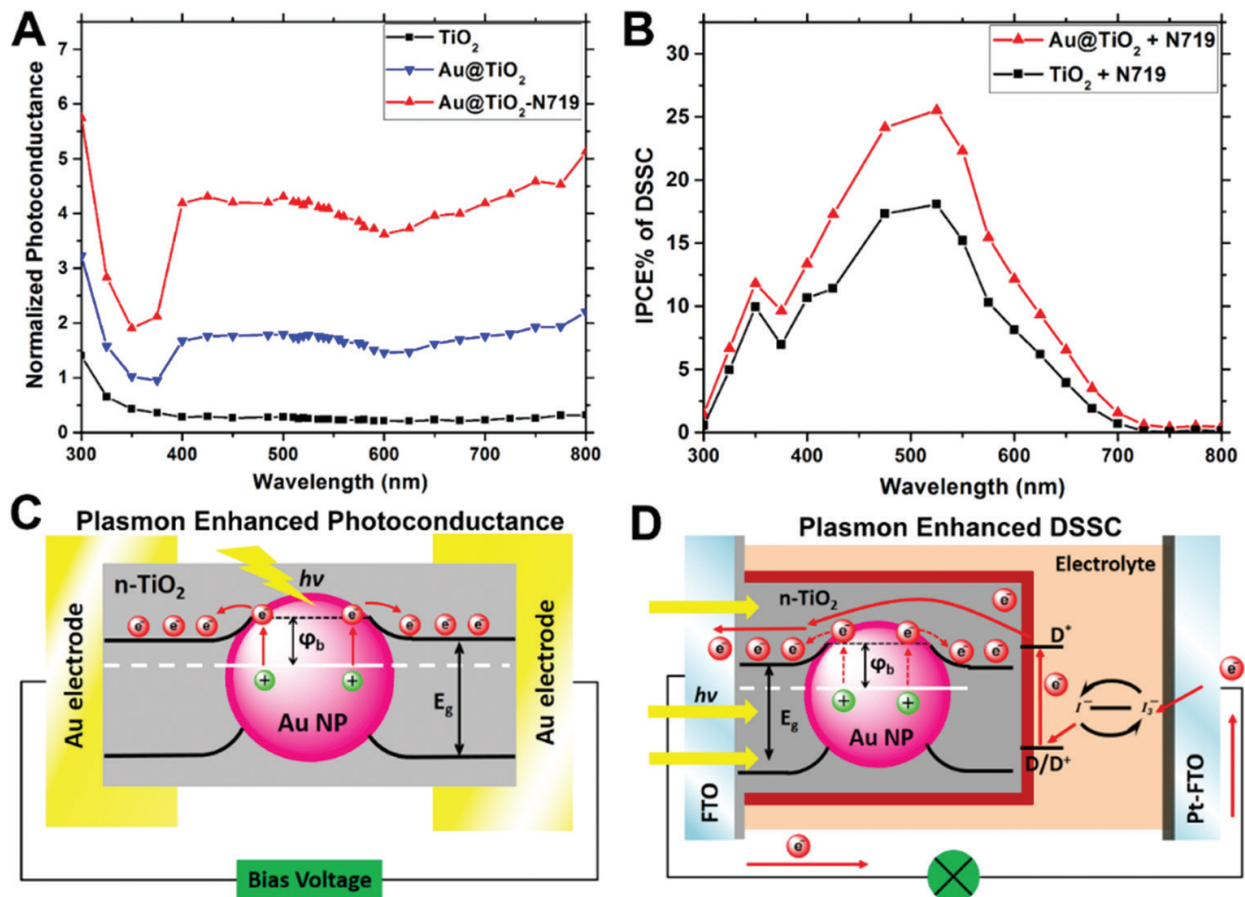 A
Normalized Photoconductance
7
6
5
4
3
2
1
0
300 400 500 600 700 800
Wavelength (nm)
TiO₂
Au@TiO₂
Au@TiO₂-N719
B
IPCE% of DSSC
30
25
20
15
10
5
0
300 400 500 600 700 800
Wavelength (nm)
Au@TiO₂ + N719
TiO₂ + N719
C
Plasmon Enhanced Photoconductance
Au electrode
n-TiO₂
hν
e⁻ e⁻ e⁻ e⁻ e⁻ e⁻ e⁻ e⁻
φb
+ +
Eg
Au NP
Au electrode
Bias Voltage
D
Plasmon Enhanced DSSC
Electrolyte
n-TiO₂
e⁻
e⁻ e⁻ e⁻ e⁻ e⁻ e⁻ e⁻ e⁻
D*
φb
hν
+ +
e⁻
I⁻ I₃⁻
e⁻
Eg
Au NP
D/D⁺
FTO
Pt-FTO
e⁻